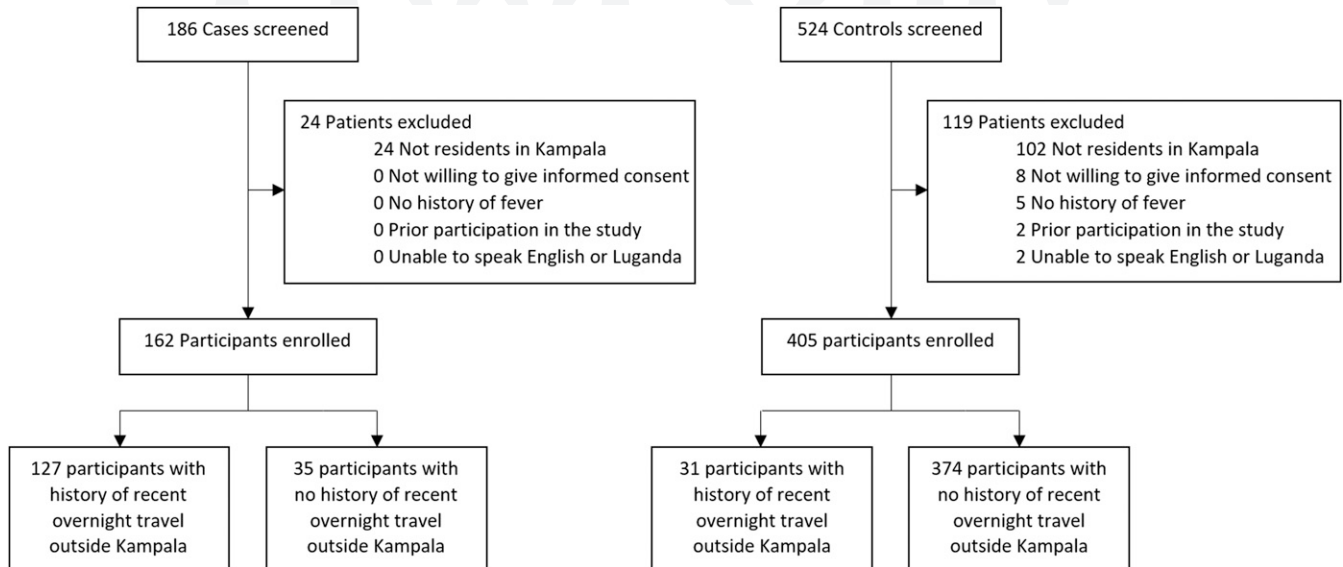 186 Cases screened
24 Patients excluded
24 Not residents in Kampala
0 Not willing to give informed consent
0 No history of fever
0 Prior participation in the study
0 Unable to speak English or Luganda
162 Participants enrolled
127 participants with
history of recent
overnight travel
outside Kampala
35 participants with
no history of recent
overnight travel
outside Kampala
524 Controls screened
119 Patients excluded
102 Not residents in Kampala
8 Not willing to give informed consent
5 No history of fever
2 Prior participation in the study
2 Unable to speak English or Luganda
405 participants enrolled
31 participants with
history of recent
overnight travel
outside Kampala
374 participants with
no history of recent
overnight travel
outside Kampala